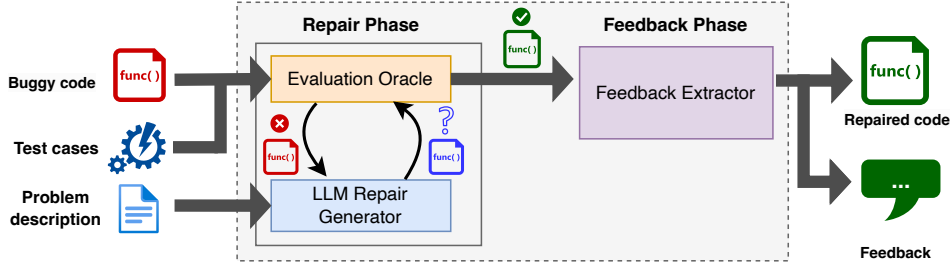 Repair Phase
Feedback Phase
Buggy code
func( )
Evaluation Oracle
func( )
Feedback Extractor
func( )
Repaired code
Test cases
func( )
?
func( )
Problem
description
LLM Repair
Generator
...
Feedback